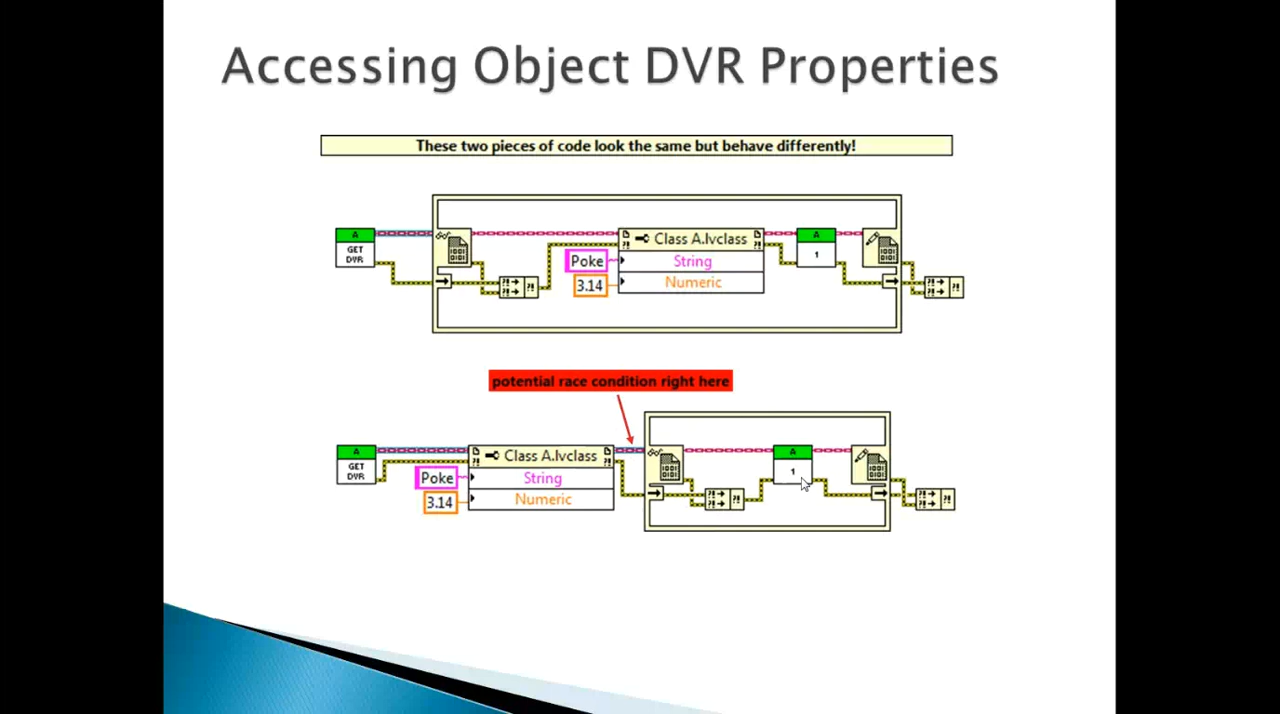 Accessing Object DVR Properties
These two pieces of code look the same but behave differently!
A
GET
DVR
Class A.lvclass
A
Poke
String
1
3.14
Numeric
potential race condition right here
A
GET
DVR
Class A.lvclass
A
Poke
String
1
3.14
Numeric